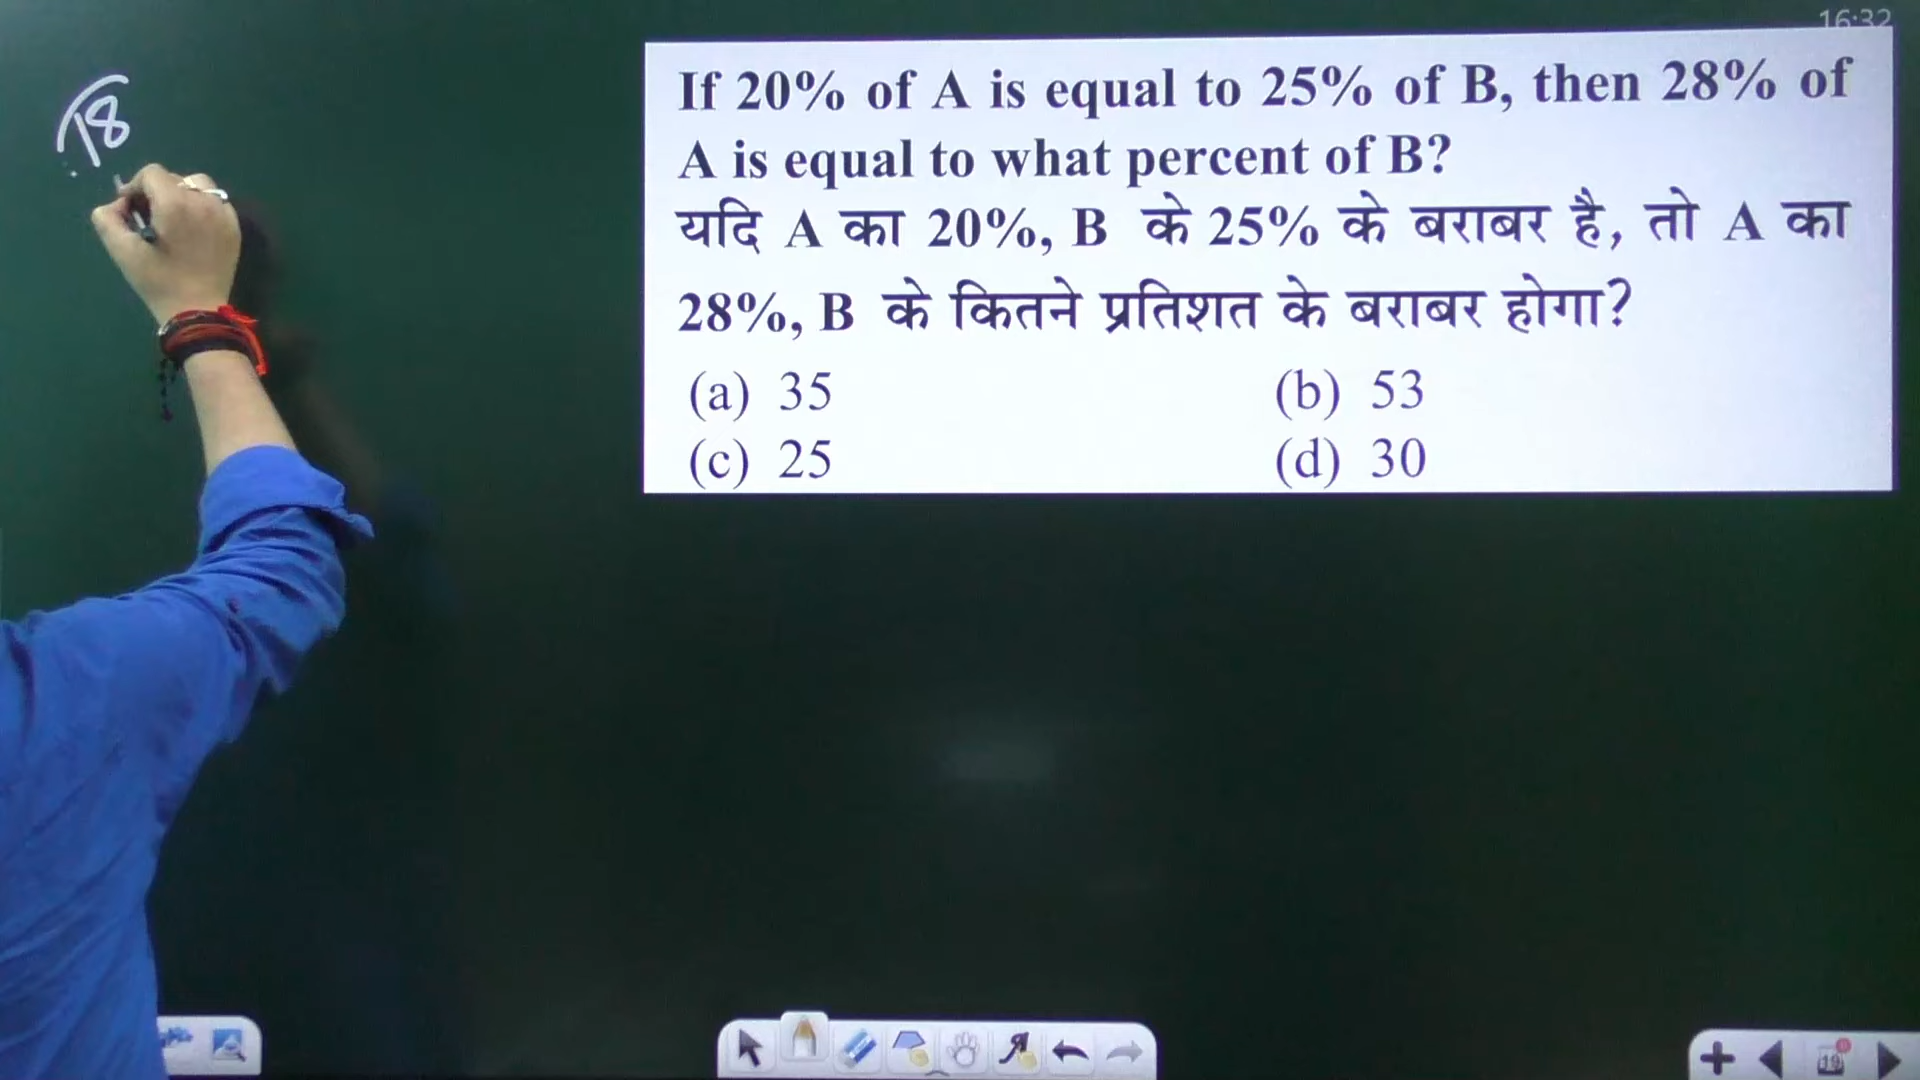 16:32
18
If 20% of A is equal to 25% of B, then 28% of
A is equal to what percent of B?
यदि A का 20%, B के 25% के बराबर है, तो A का
28%, B के कितने प्रतिशत के बराबर होगा?
(a) 35 (b) 53
(c) 25 (d) 30
19